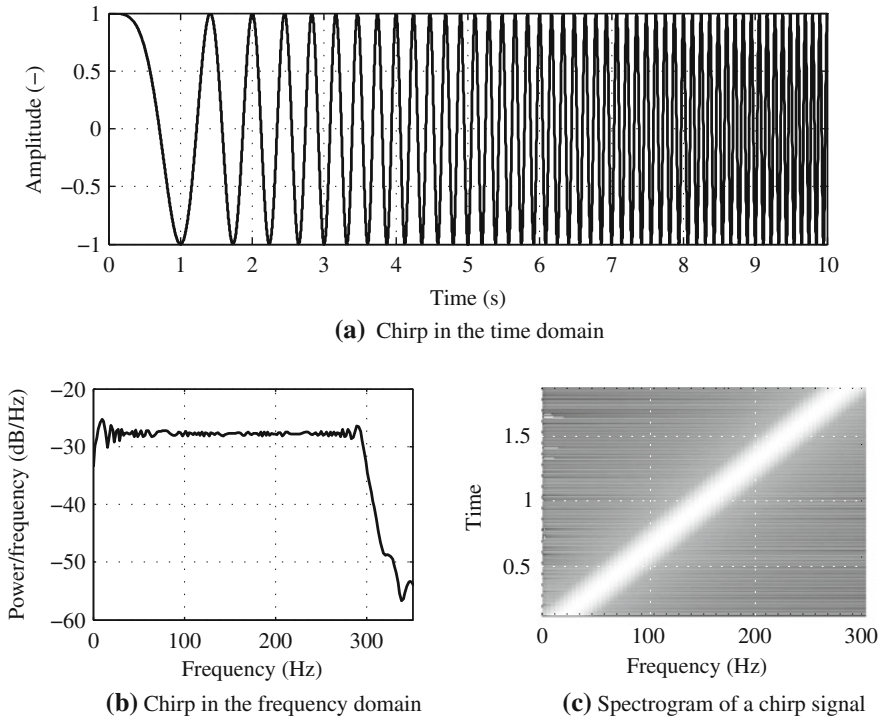 1
0.5
0
−0.5
−1
Amplitude (−)
0 1 2 3 4 5 6 7 8 9 10
Time (s)
(a) Chirp in the time domain
−20
−30
−40
−50
−60
Power/frequency (dB/Hz)
0 100 200 300
Frequency (Hz)
(b) Chirp in the frequency domain
1.5
1
0.5
Time
0 100 200 300
Frequency (Hz)
(c) Spectrogram of a chirp signal